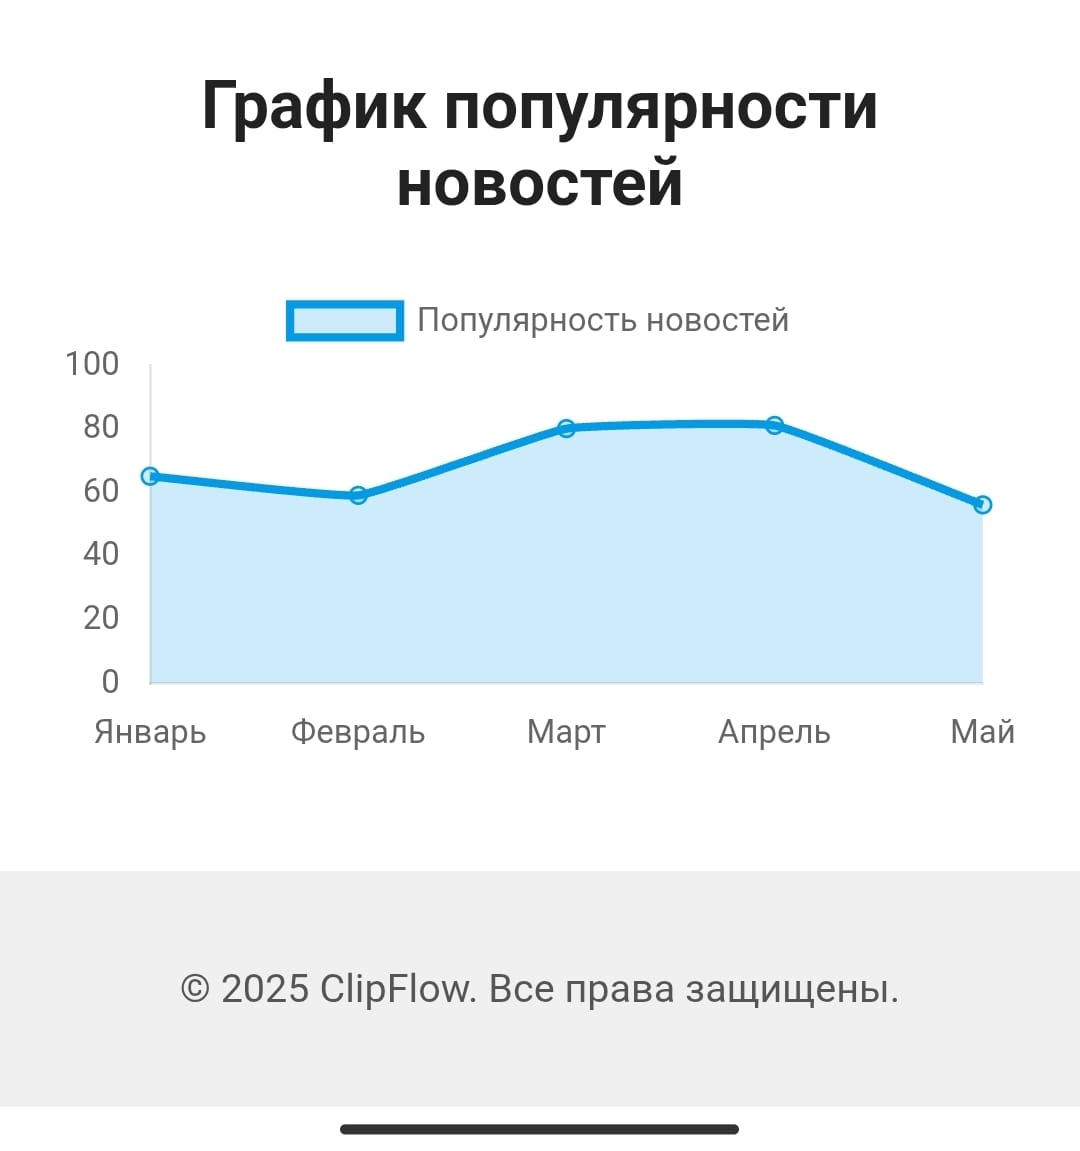 График популярности
новостей
Популярность новостей
100
80
60
40
20
0
Январь Февраль Март Апрель Май
© 2025 ClipFlow. Все права защищены.